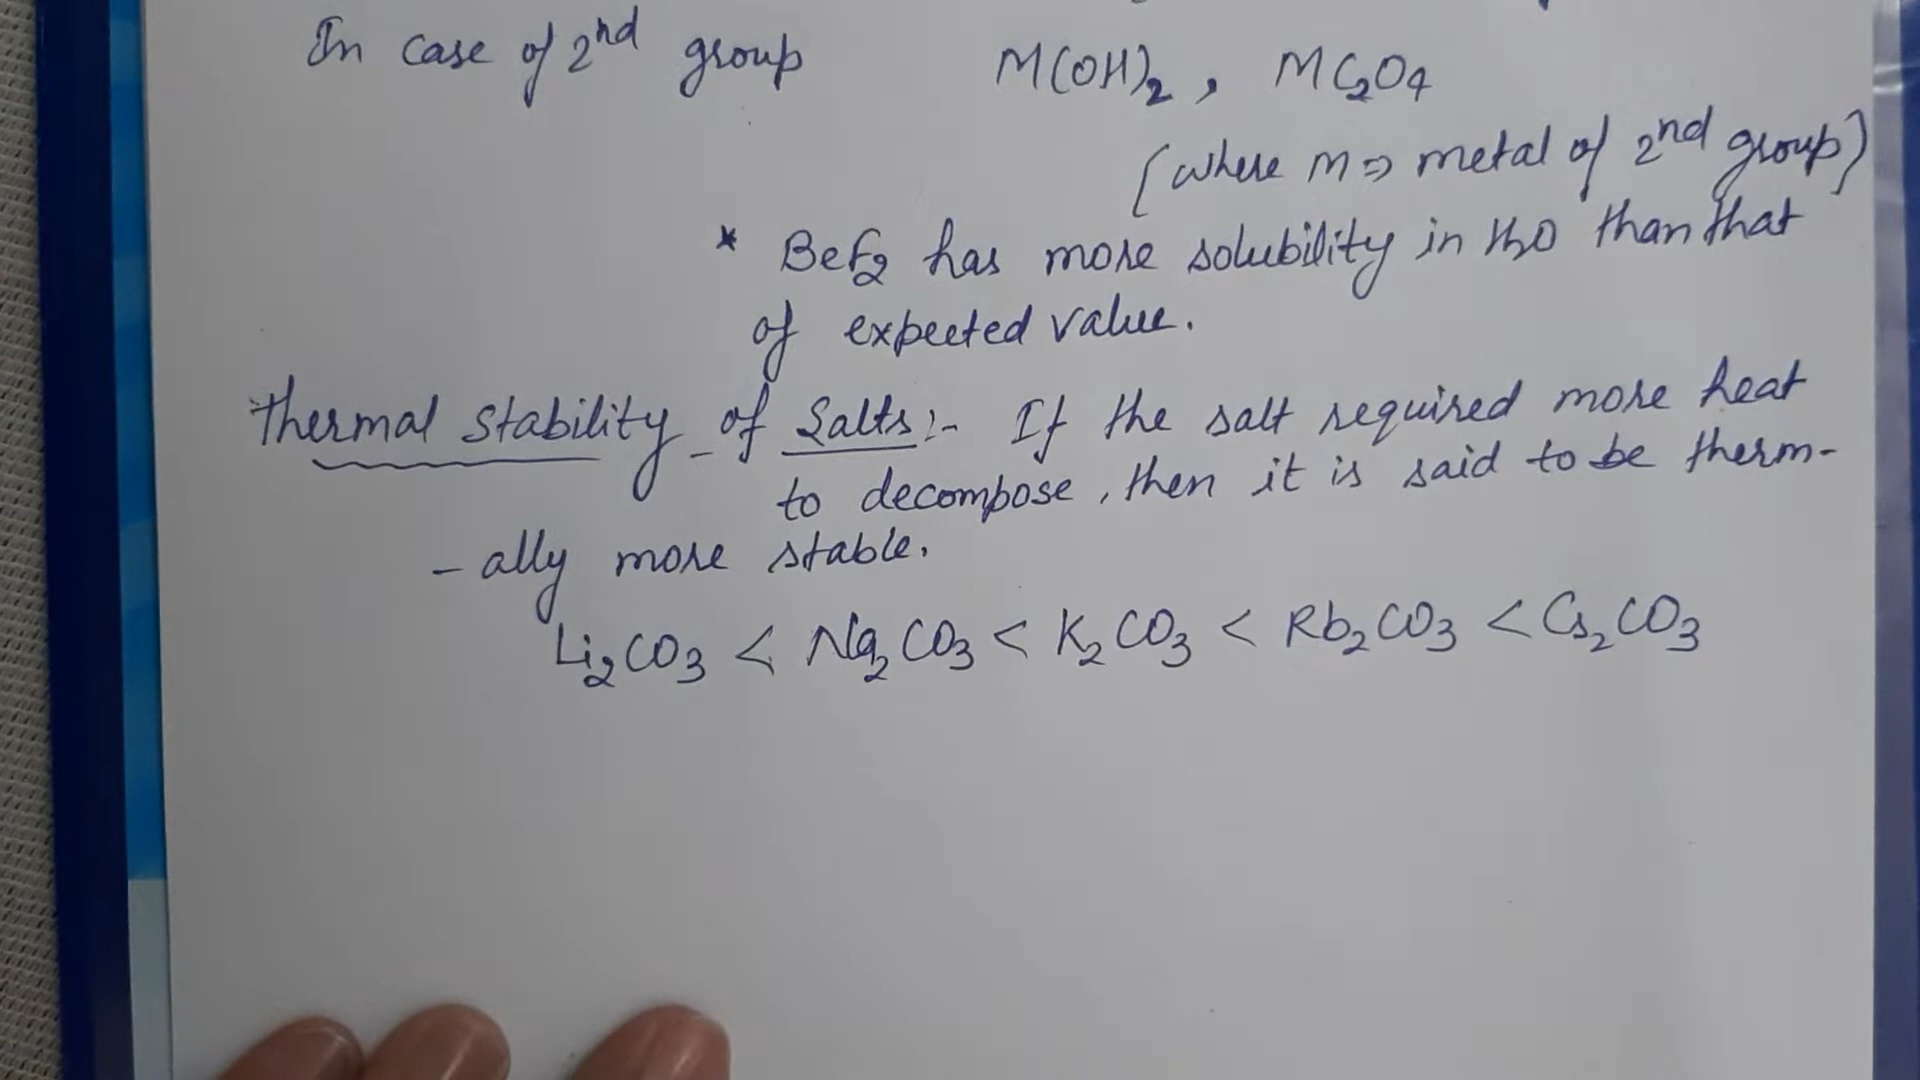 In case of 2nd group M(OH)2, MC2O4
(where M ⇒ metal of 2nd group)
* BeF2 has more solubility in H2O than that
of expected value.
Thermal stability of Salts:- If the salt required more heat
to decompose, then it is said to be therm-
- ally more stable.
Li2CO3 < Na2CO3 < K2CO3 < Rb2CO3 < Cs2CO3